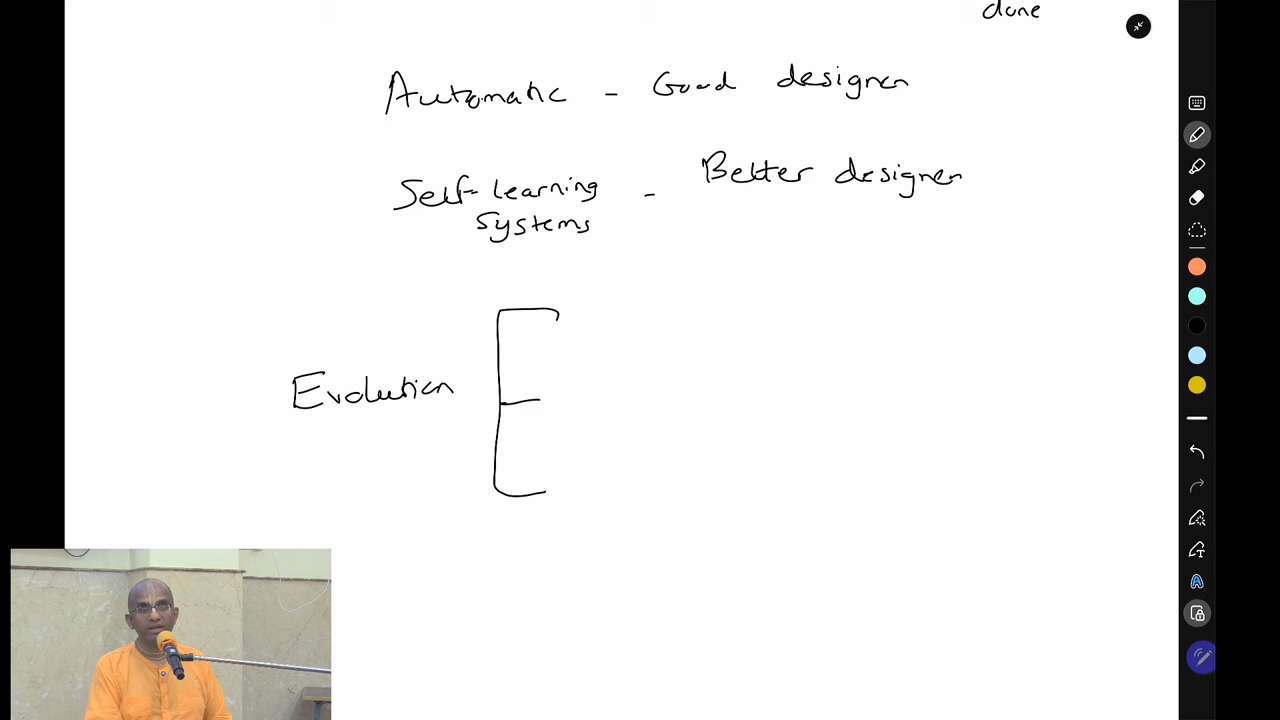 done
Automatic - Good designer
Self-learning - Better designer
systems
Evolution